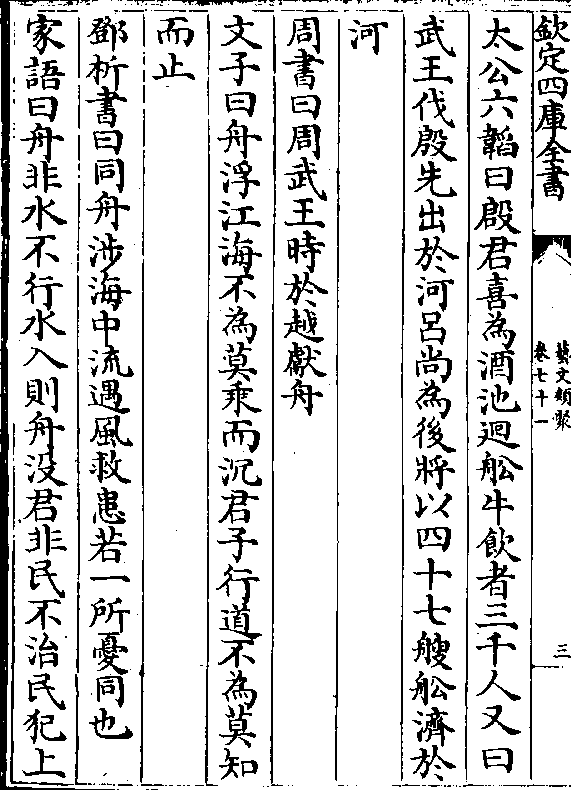 欽定四庫全書
藝文類聚
卷七十一
三
太公六韜曰殷君喜為酒池迴船牛飲者三千人又曰
武王伐殷先出於河呂尚為後將以四十七艘船濟於
河
周書曰周武王時於越獻舟
文子曰舟浮江海不為莫乘而沉君子行道不為莫知
而止
鄧析書曰同舟涉海中流遇風救患若一所憂同也
家語曰舟非水不行水入則舟没君非民不治民犯上